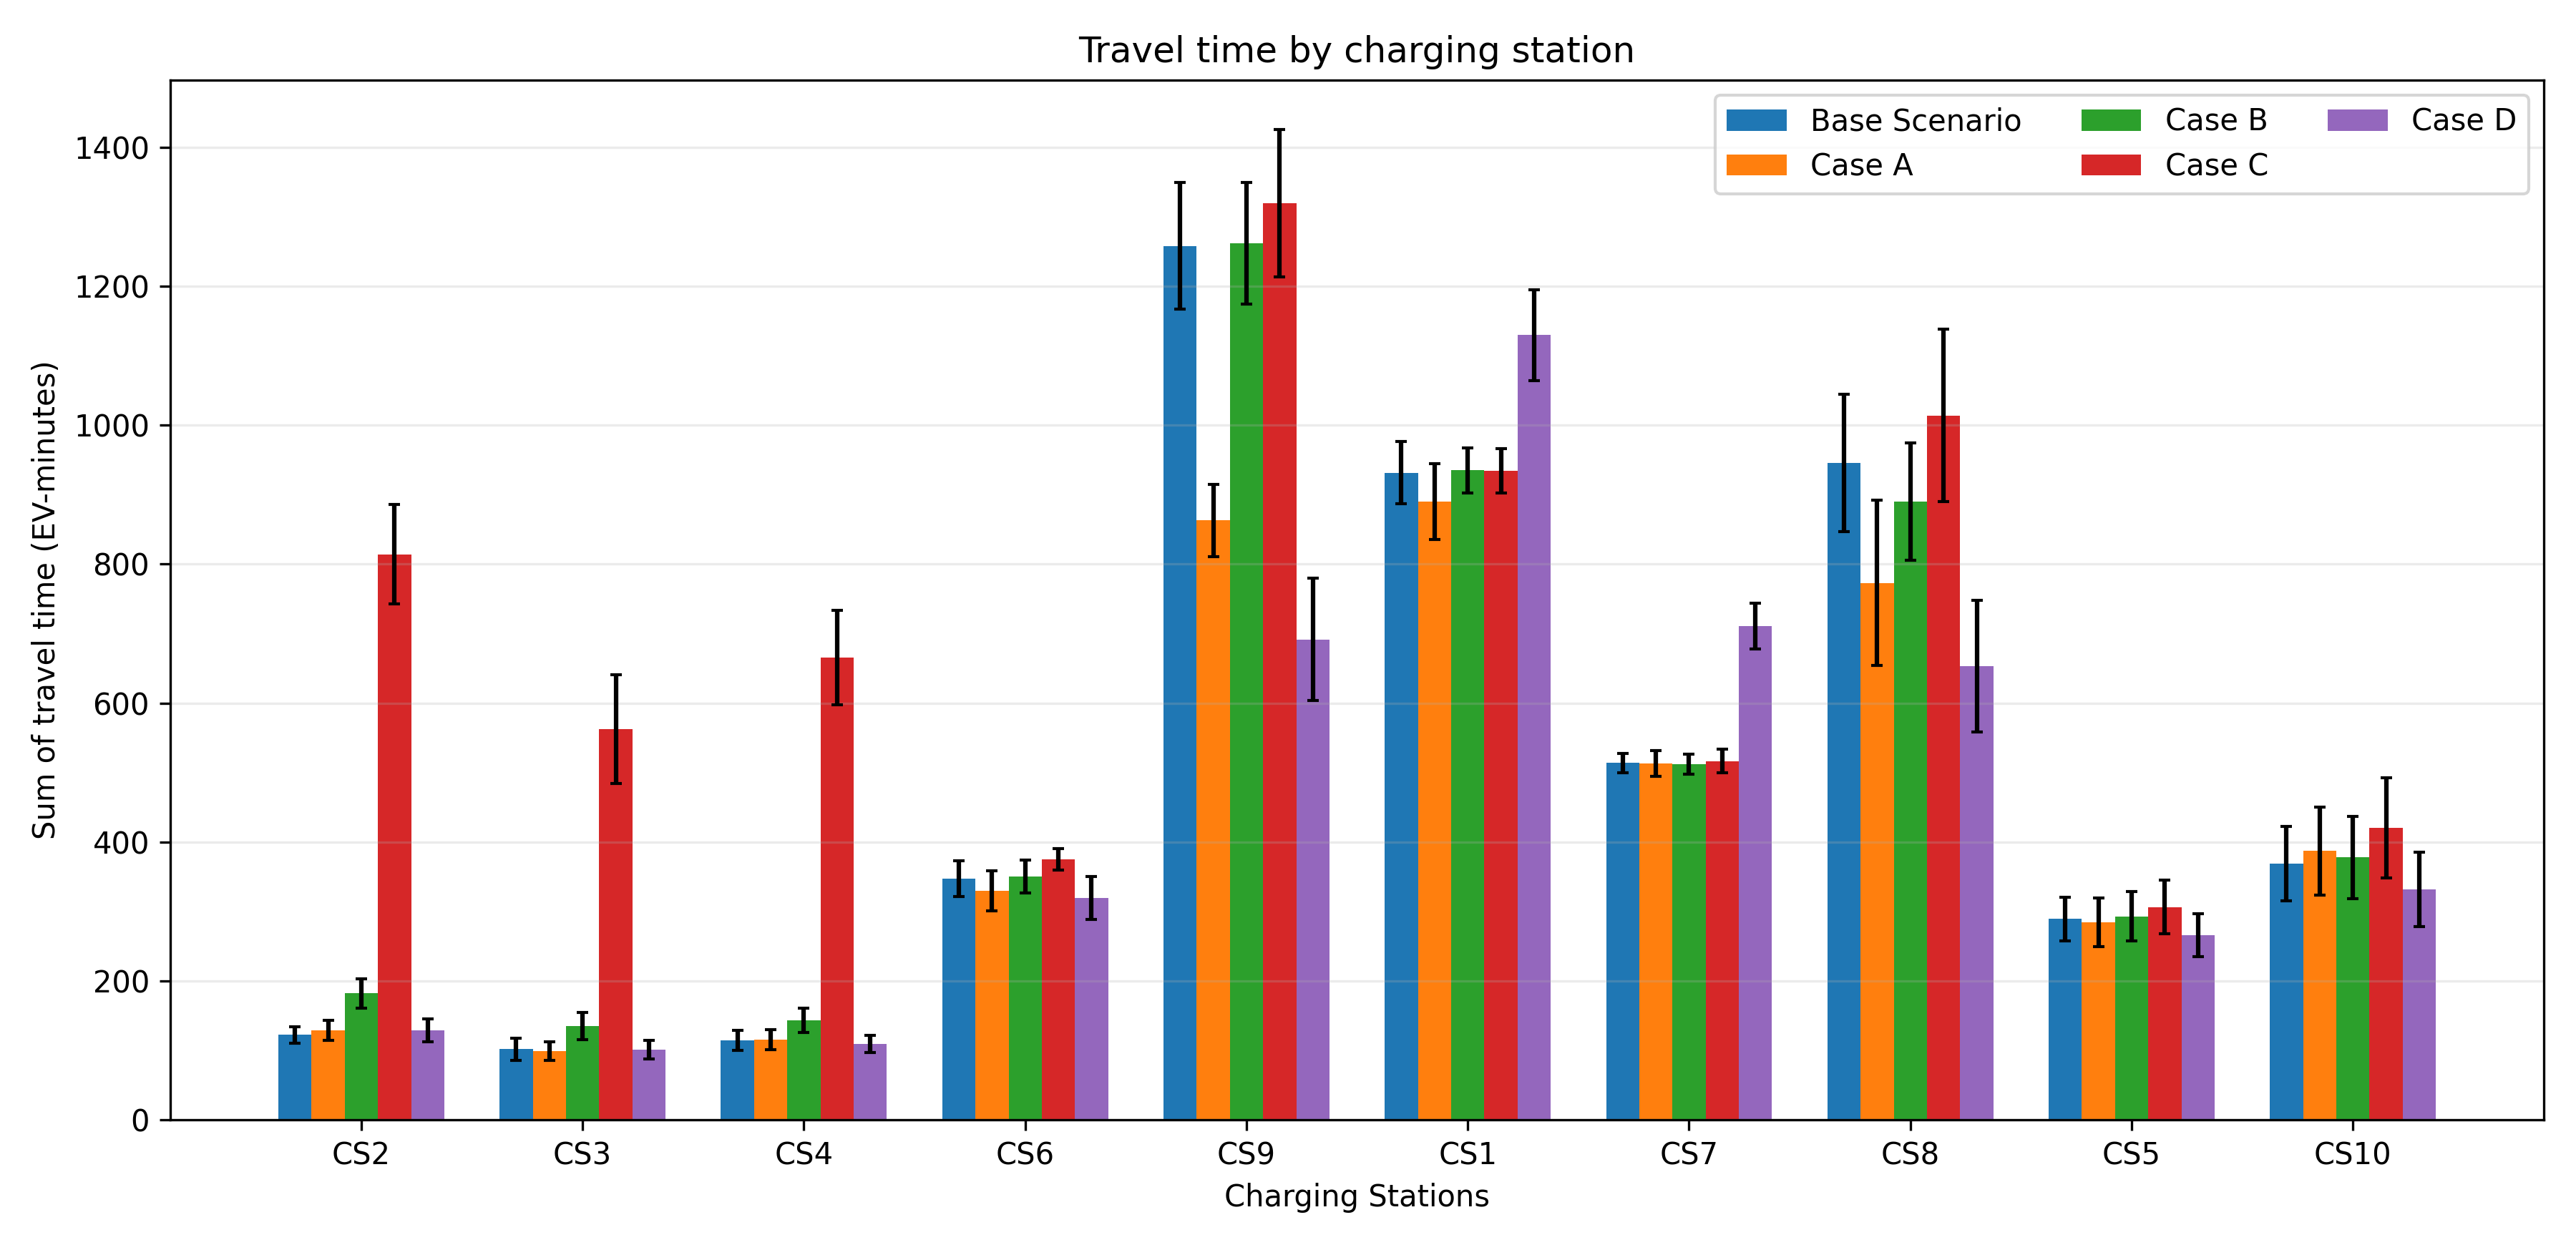 Travel time by charging station
Base Scenario
Case A
Case B
Case C
Case D
Sum of travel time (EV-minutes)
1400
1200
1000
800
600
400
200
0
CS2 CS3 CS4 CS6 CS9 CS1 CS7 CS8 CS5 CS10
Charging Stations